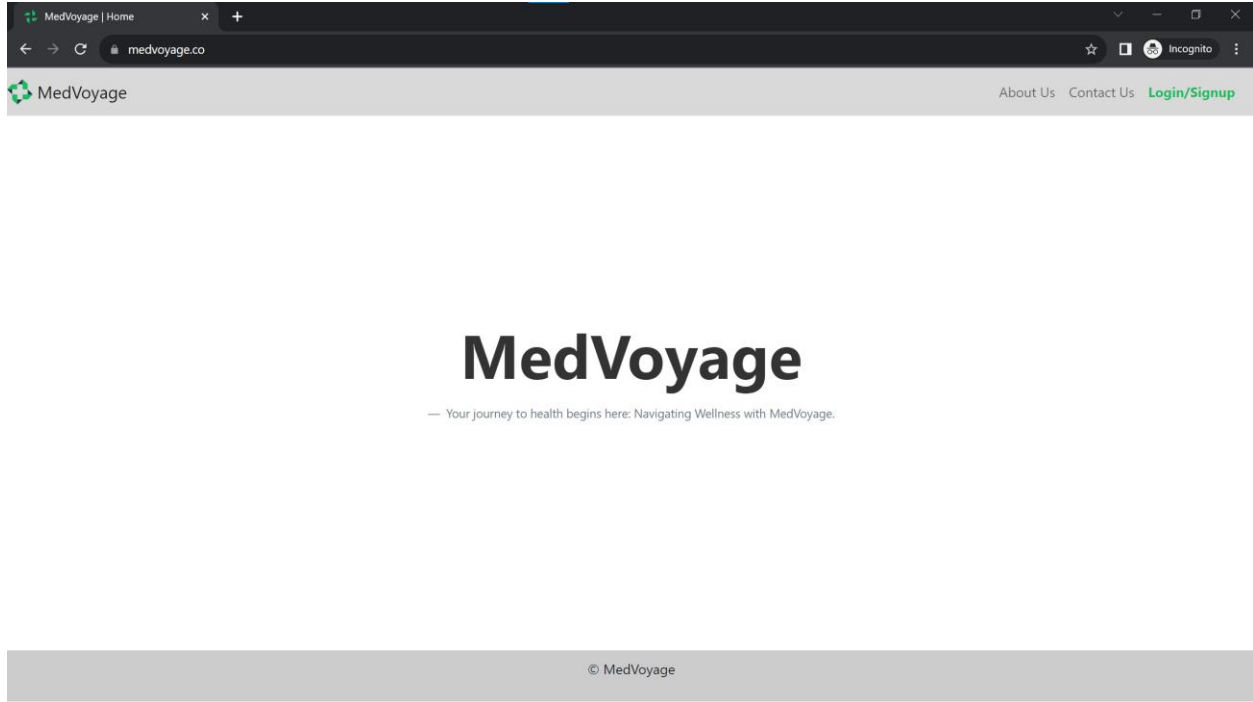 MedVoyage | Home
medvoyage.co
Incognito
MedVoyage
About Us Contact Us Login/Signup
MedVoyage
— Your journey to health begins here: Navigating Wellness with MedVoyage.
© MedVoyage